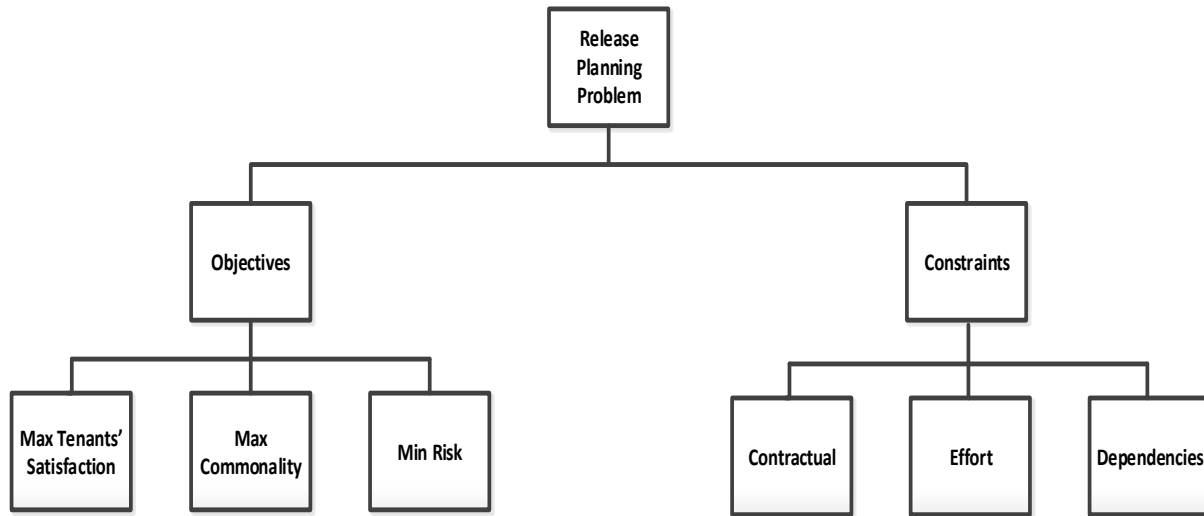 Release
Planning
Problem
Objectives
Constraints
Max Tenants’
Satisfaction
Max
Commonality
Min Risk
Contractual
Effort
Dependencies